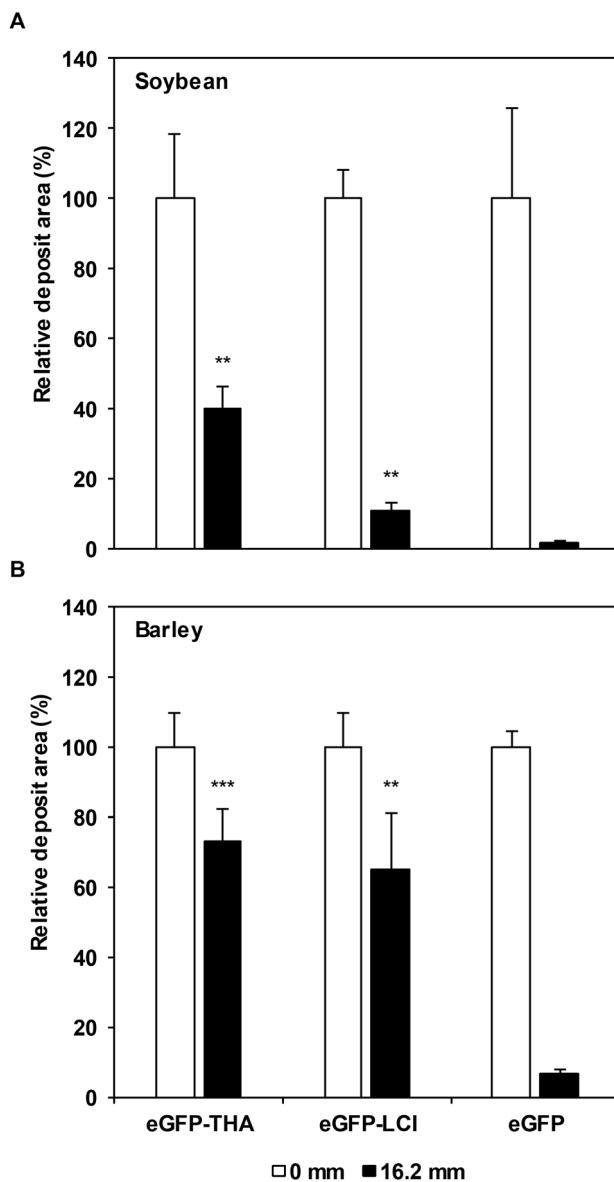 A
140
120
100
80
60
40
20
0
Relative deposit area (%)
Soybean
**
**
B
140
120
100
80
60
40
20
0
Relative deposit area (%)
Barley
***
**
eGFP-THA eGFP-LCI eGFP
0 mm 16.2 mm